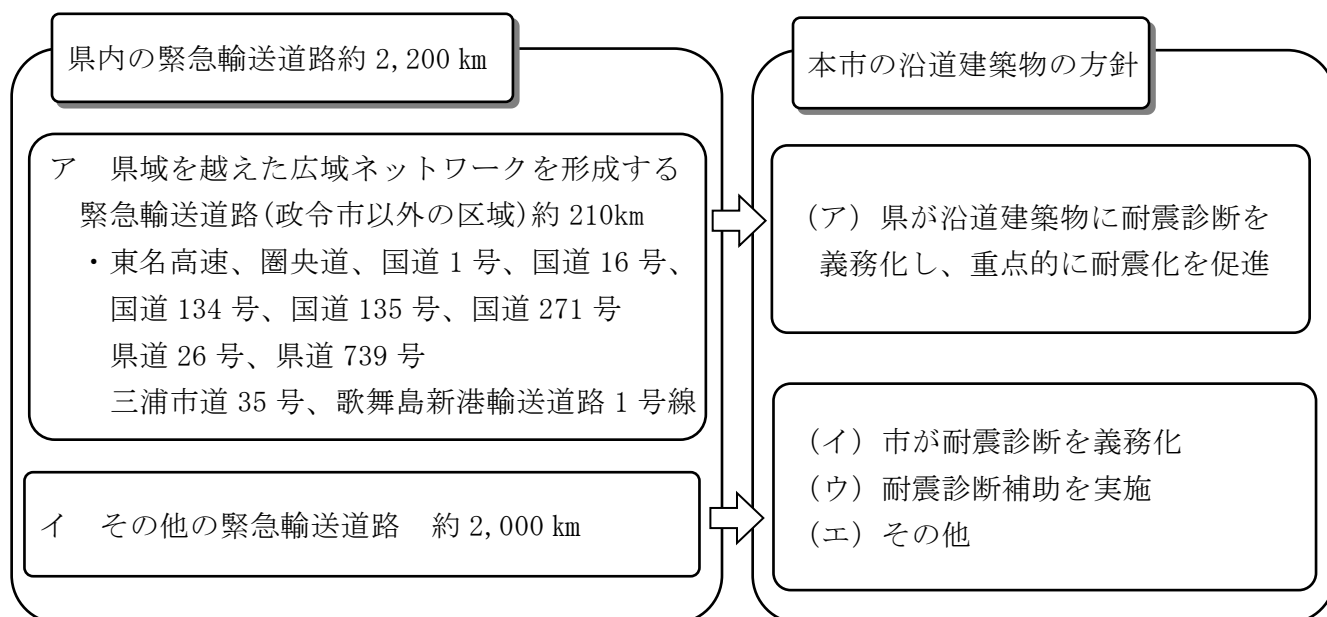 県内の緊急輸送道路約 2,200 ㎞
ア 県域を越えた広域ネットワークを形成する
緊急輸送道路(政令市以外の区域)約 210km
・東名高速、圏央道、国道 1 号、国道 16 号、
国道 134 号、国道 135 号、国道 271 号
県道 26 号、県道 739 号
三浦市道 35 号、歌舞島新港輸送道路 1 号線
イ その他の緊急輸送道路 約 2,000 ㎞
本市の沿道建築物の方針
(ア) 県が沿道建築物に耐震診断を
義務化し、重点的に耐震化を促進
(イ) 市が耐震診断を義務化
(ウ) 耐震診断補助を実施
(エ) その他